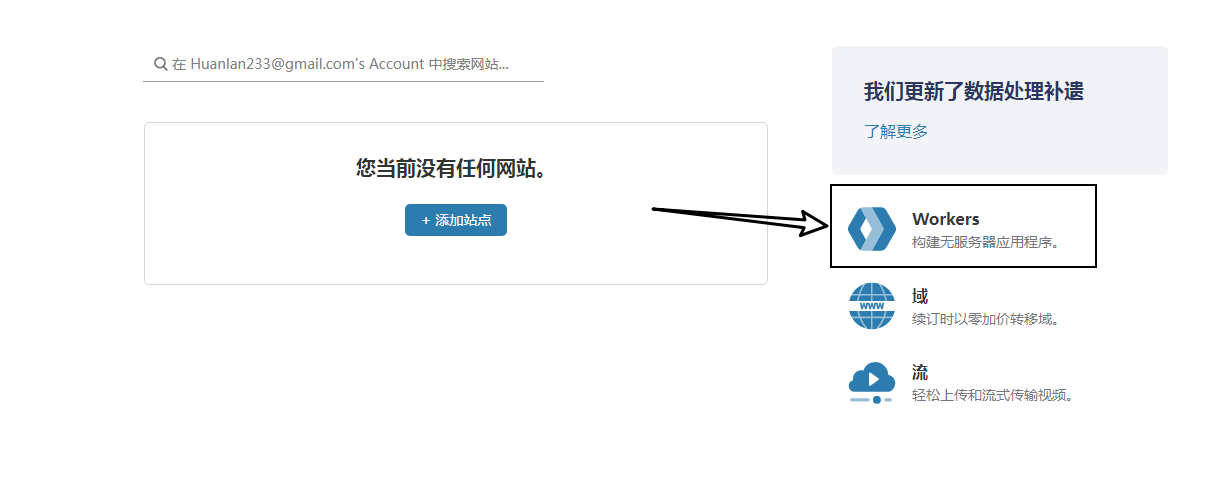 在 Huanlan233@gmail.com's Account 中搜索网站...
您当前没有任何网站。
+ 添加站点
我们更新了数据处理补遗
了解更多
Workers
构建无服务器应用程序。
www
域
续订时以零加价转移域。
流
轻松上传和流式传输视频。